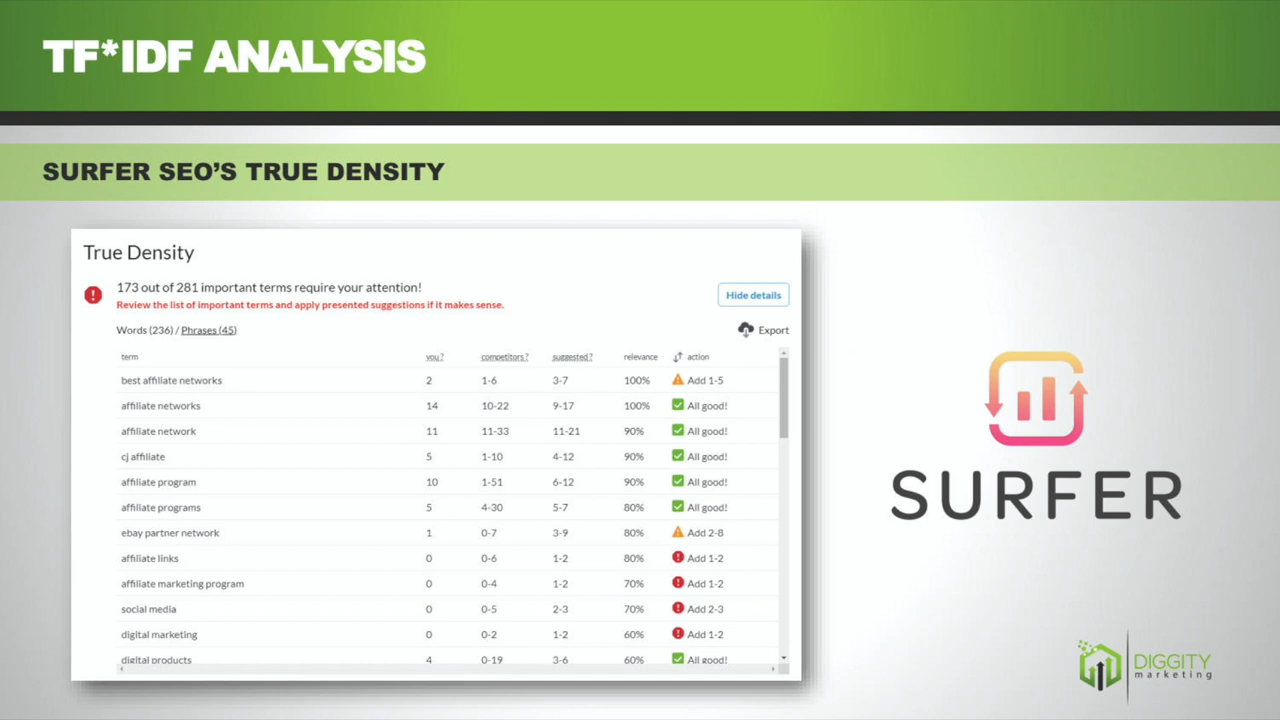 TF*IDF ANALYSIS
SURFER SEO'S TRUE DENSITY
True Density
173 out of 281 important terms require your attention!
Review the list of important terms and apply presented suggestions if it makes sense.
Hide details
Words (236) / Phrases (45)
Export
term you ? competitors ? suggested ? relevance action
best affiliate networks 2 1-6 3-7 100% Add 1-5
affiliate networks 14 10-22 9-17 100% All good!
affiliate network 11 11-33 11-21 90% All good!
cj affiliate 5 1-10 4-12 90% All good!
affiliate program 10 1-51 6-12 90% All good!
affiliate programs 5 4-30 5-7 80% All good!
ebay partner network 1 0-7 3-9 80% Add 2-8
affiliate links 0 0-6 1-2 80% Add 1-2
affiliate marketing program 0 0-4 1-2 70% Add 1-2
social media 0 0-5 2-3 70% Add 2-3
digital marketing 0 0-2 1-2 60% Add 1-2
digital products 4 0-19 3-6 60% All good!
SURFER
DIGGITY
marketing